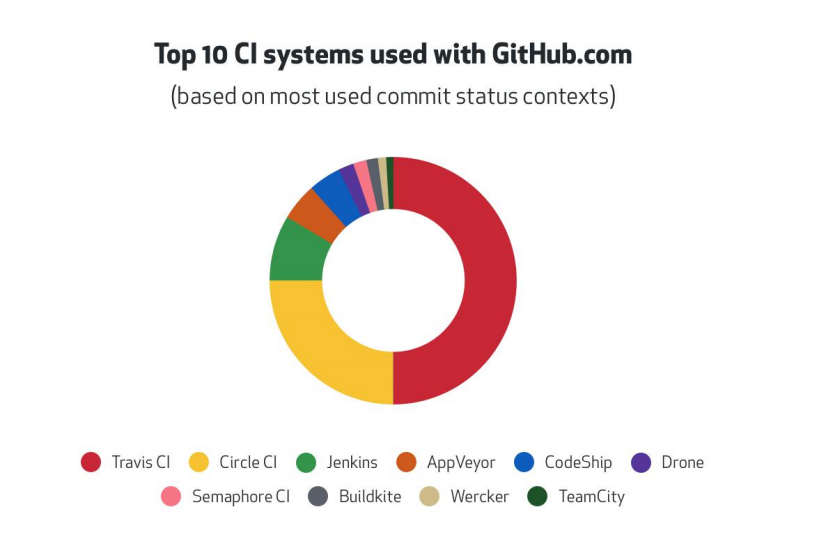 Top 10 CI systems used with GitHub.com
(based on most used commit status contexts)
Travis CI Circle CI Jenkins AppVeyor CodeShip Drone
Semaphore CI Buildkite Wercker TeamCity